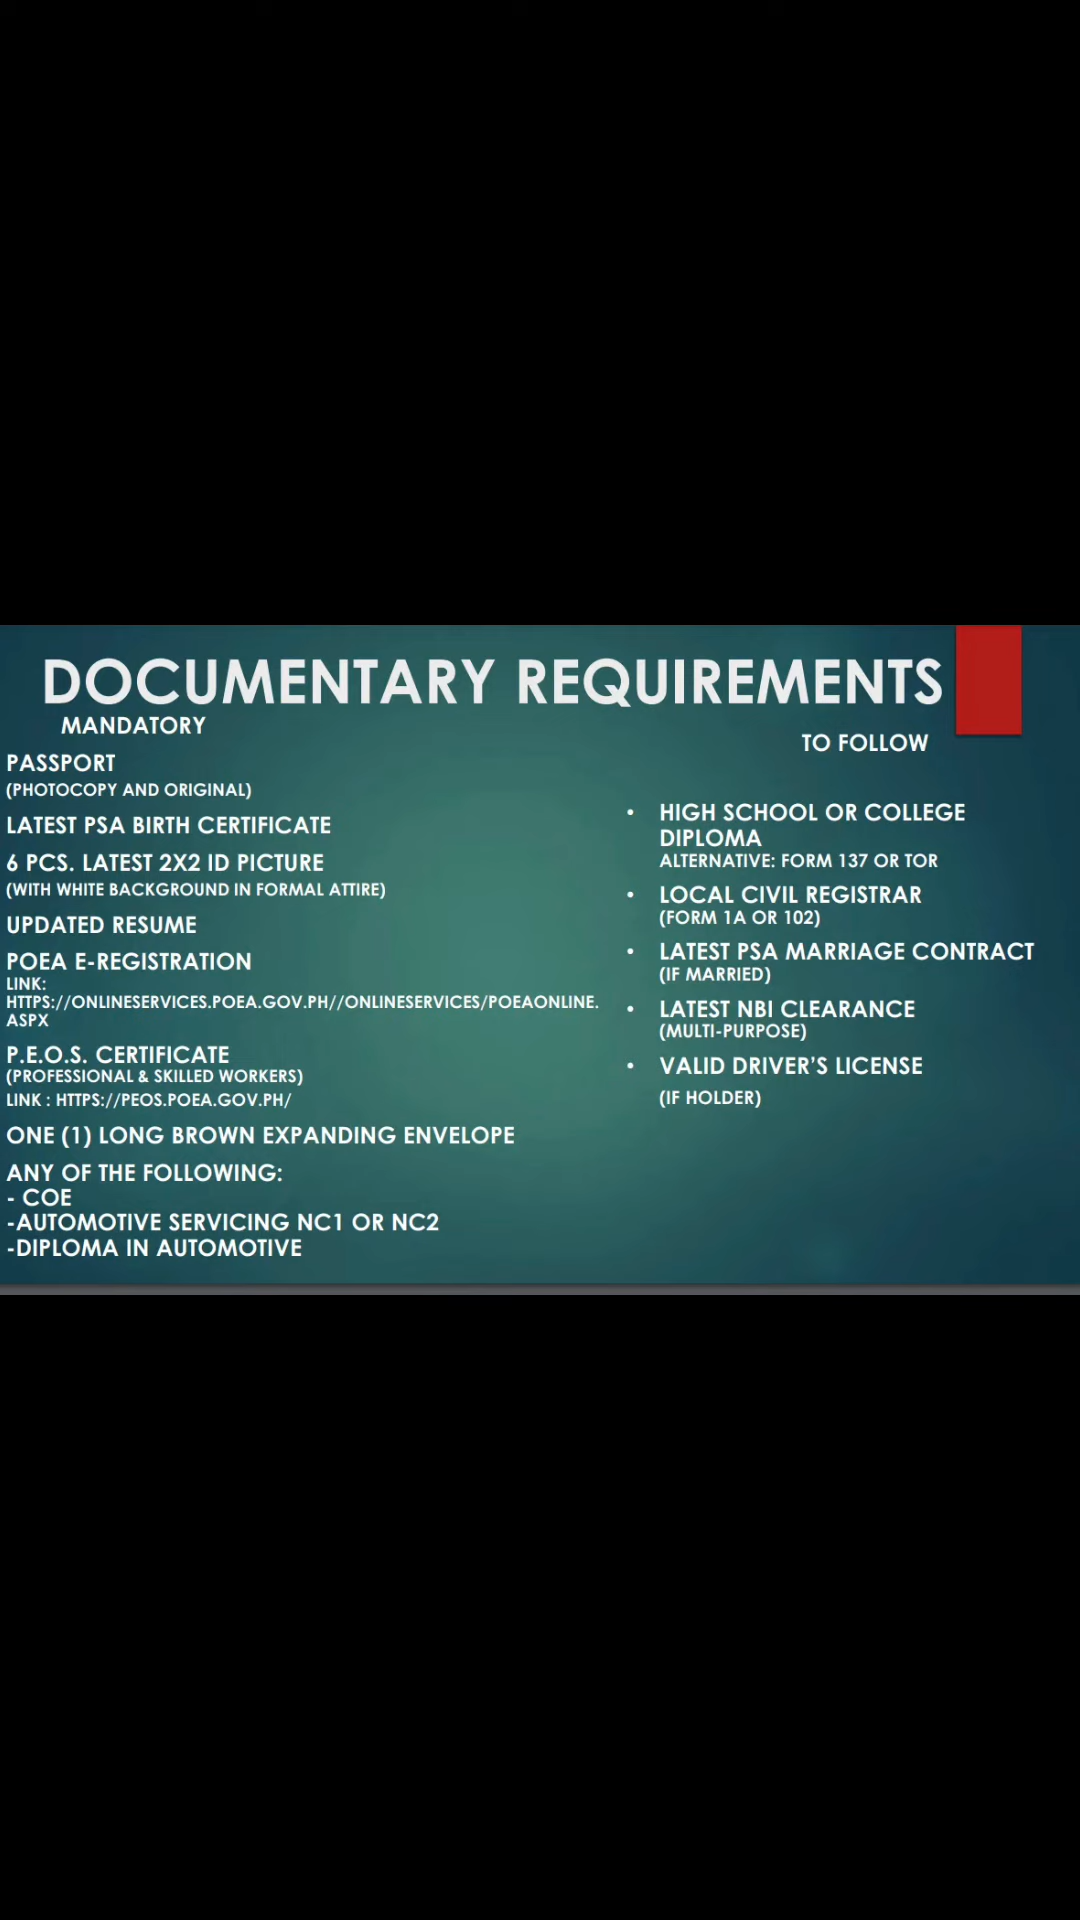 DOCUMENTARY REQUIREMENTS
MANDATORY
PASSPORT
(PHOTOCOPY AND ORIGINAL)
LATEST PSA BIRTH CERTIFICATE
6 PCS. LATEST 2X2 ID PICTURE
(WITH WHITE BACKGROUND IN FORMAL ATTIRE)
UPDATED RESUME
POEA E-REGISTRATION
LINK:
HTTPS://ONLINESERVICES.POEA.GOV.PH//ONLINESERVICES/POEAONLINE.
ASPX
P.E.O.S. CERTIFICATE
(PROFESSIONAL & SKILLED WORKERS)
LINK : HTTPS://PEOS.POEA.GOV.PH/
ONE (1) LONG BROWN EXPANDING ENVELOPE
ANY OF THE FOLLOWING:
- COE
-AUTOMOTIVE SERVICING NC1 OR NC2
-DIPLOMA IN AUTOMOTIVE
TO FOLLOW
• HIGH SCHOOL OR COLLEGE
DIPLOMA
ALTERNATIVE: FORM 137 OR TOR
• LOCAL CIVIL REGISTRAR
(FORM 1A OR 102)
• LATEST PSA MARRIAGE CONTRACT
(IF MARRIED)
• LATEST NBI CLEARANCE
(MULTI-PURPOSE)
• VALID DRIVER’S LICENSE
(IF HOLDER)